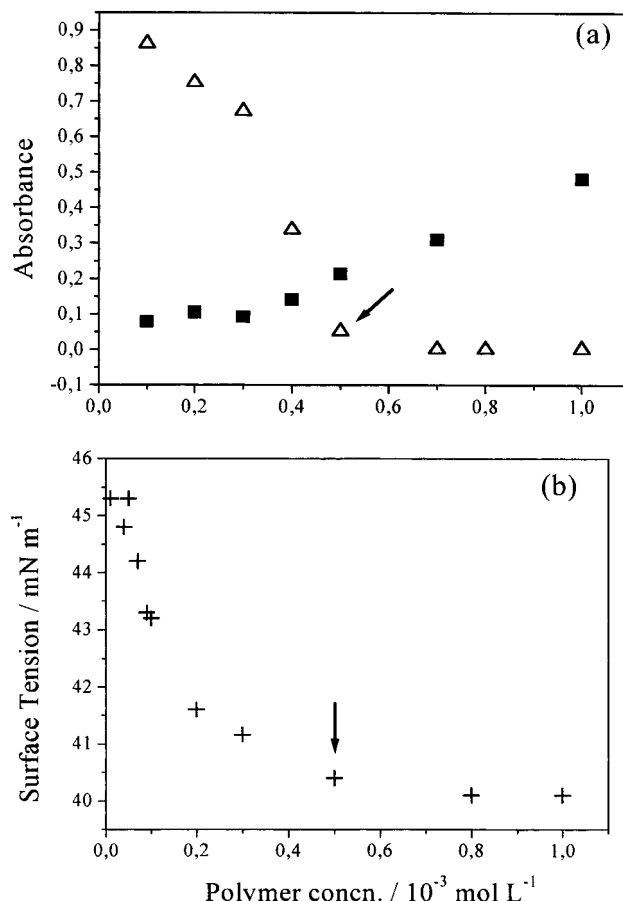 (a)
Absorbance
0,9
0,8
0,7
0,6
0,5
0,4
0,3
0,2
0,1
0,0
-0,1
0,0 0,2 0,4 0,6 0,8 1,0
(b)
Surface Tension / mN m⁻¹
46
45
44
43
42
41
40
0,0 0,2 0,4 0,6 0,8 1,0
Polymer concn. / 10⁻³ mol L⁻¹